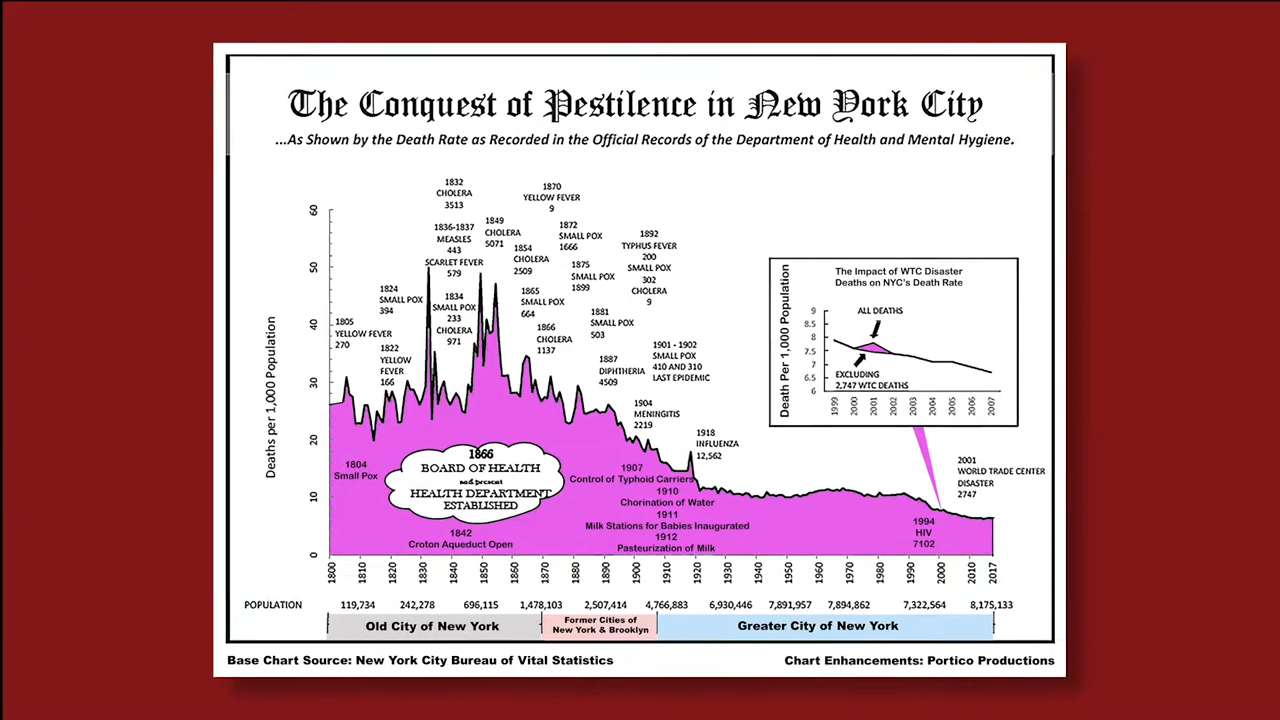 The Conquest of Pestilence in New York City
...As Shown by the Death Rate as Recorded in the Official Records of the Department of Health and Mental Hygiene.
Deaths per 1,000 Population
60
50
40
30
20
10
0
1805
YELLOW FEVER
270
1824
SMALL POX
394
1822
YELLOW
FEVER
166
1832
CHOLERA
3513
1836-1837
MEASLES
443
SCARLET FEVER
579
1834
SMALL POX
233
CHOLERA
971
1849
CHOLERA
5071
1854
CHOLERA
2509
1865
SMALL POX
664
1866
CHOLERA
1137
1870
YELLOW FEVER
9
1872
SMALL POX
1666
1875
SMALL POX
1899
1881
SMALL POX
503
1887
DIPHTHERIA
4509
1892
TYPHUS FEVER
200
SMALL POX
302
CHOLERA
9
1901 - 1902
SMALL POX
410 AND 310
LAST EPIDEMIC
1904
MENINGITIS
2219
1918
INFLUENZA
12,562
1804
Small Pox
1866
BOARD OF HEALTH
and present
HEALTH DEPARTMENT
ESTABLISHED
1842
Croton Aqueduct Open
1907
Control of Typhoid Carriers
1910
Chorination of Water
1911
Milk Stations for Babies Inaugurated
1912
Pasteurization of Milk
1994
HIV
7102
2001
WORLD TRADE CENTER
DISASTER
2747
The Impact of WTC Disaster
Deaths on NYC's Death Rate
Death Per 1,000 Population
9
8.5
8
7.5
7
6.5
6
ALL DEATHS
EXCLUDING
2,747 WTC DEATHS
1999 2000 2001 2002 2003 2004 2005 2006 2007
1800 1810 1820 1830 1840 1850 1860 1870 1880 1890 1900 1910 1920 1930 1940 1950 1960 1970 1980 1990 2000 2010 2017
POPULATION 119,734 242,278 696,115 1,478,103 2,507,414 4,766,883 6,930,446 7,891,957 7,894,862 7,322,564 8,175,133
Old City of New York
Former Cities of
New York & Brooklyn
Greater City of New York
Base Chart Source: New York City Bureau of Vital Statistics
Chart Enhancements: Portico Productions